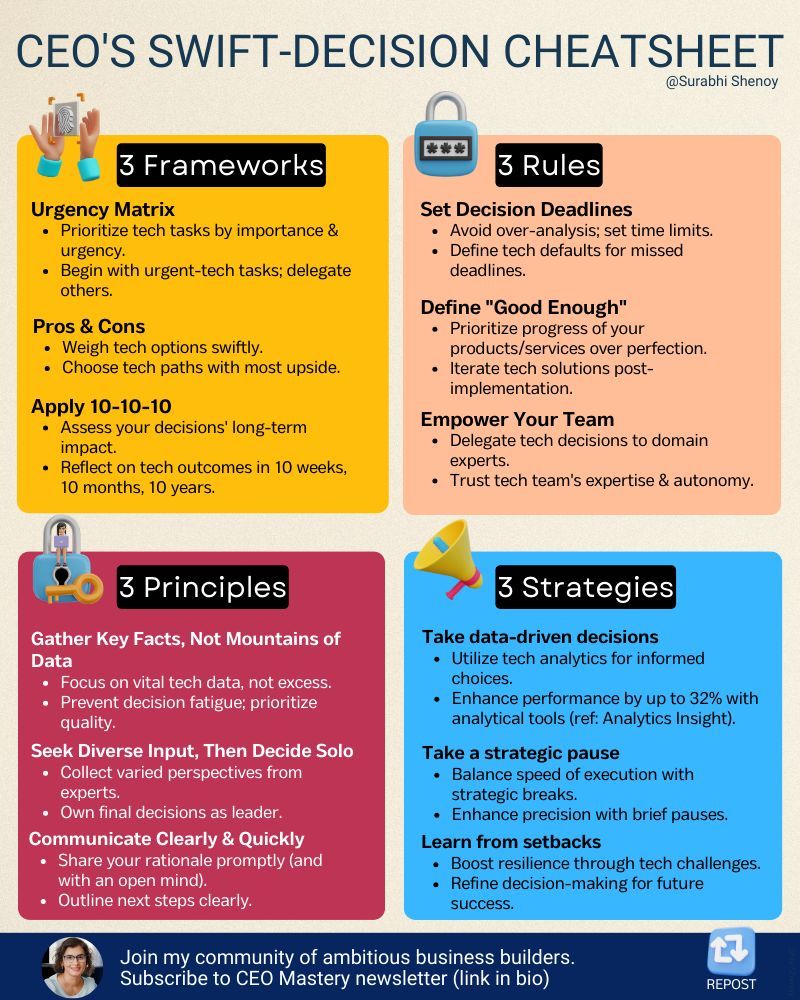 CEO'S SWIFT-DECISION CHEATSHEET
@Surabhi Shenoy
3 Frameworks
Urgency Matrix
• Prioritize tech tasks by importance &
urgency.
• Begin with urgent-tech tasks; delegate
others.
Pros & Cons
• Weigh tech options swiftly.
• Choose tech paths with most upside.
Apply 10-10-10
• Assess your decisions' long-term
impact.
• Reflect on tech outcomes in 10 weeks,
10 months, 10 years.
***
3 Rules
Set Decision Deadlines
• Avoid over-analysis; set time limits.
• Define tech defaults for missed
deadlines.
Define "Good Enough"
• Prioritize progress of your
products/services over perfection.
• Iterate tech solutions post-
implementation.
Empower Your Team
• Delegate tech decisions to domain
experts.
• Trust tech team's expertise & autonomy.
3 Principles
Gather Key Facts, Not Mountains of
Data
• Focus on vital tech data, not excess.
• Prevent decision fatigue; prioritize
quality.
Seek Diverse Input, Then Decide Solo
• Collect varied perspectives from
experts.
• Own final decisions as leader.
Communicate Clearly & Quickly
• Share your rationale promptly (and
with an open mind).
• Outline next steps clearly.
3 Strategies
Take data-driven decisions
• Utilize tech analytics for informed
choices.
• Enhance performance by up to 32% with
analytical tools (ref: Analytics Insight).
Take a strategic pause
• Balance speed of execution with
strategic breaks.
• Enhance precision with brief pauses.
Learn from setbacks
• Boost resilience through tech challenges.
• Refine decision-making for future
success.
Join my community of ambitious business builders.
Subscribe to CEO Mastery newsletter (link in bio)
REPOST